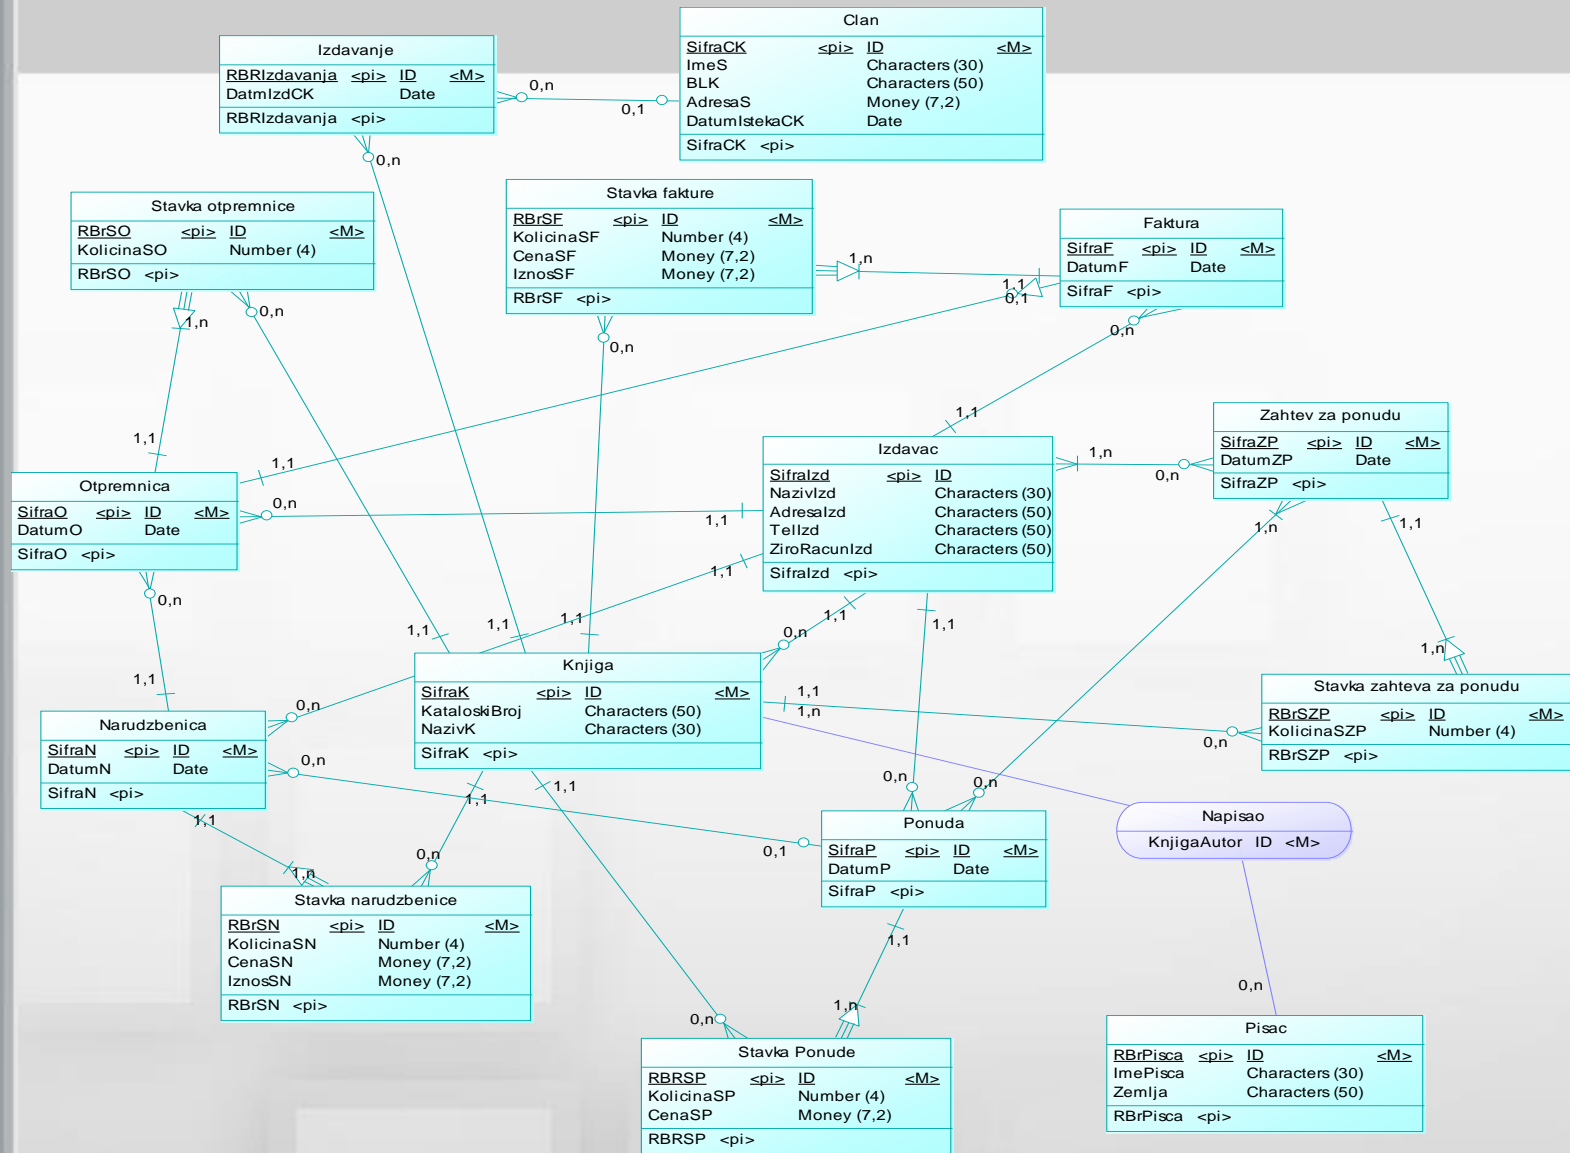 Clan
SifraCK <pi> ID <M>
ImeS Characters (30)
BLK Characters (50)
AdresaS Money (7,2)
DatumIstekaCK Date
SifraCK <pi>
Izdavanje
RBRIzdavanja <pi> ID <M>
DatmIzdCK Date
RBRIzdavanja <pi>
0,n
0,1
0,n
Stavka otpremnice
RBrSO <pi> ID <M>
KolicinaSO Number (4)
RBrSO <pi>
1,n
0,n
Stavka fakture
RBrSF <pi> ID <M>
KolicinaSF Number (4)
CenaSF Money (7,2)
IznosSF Money (7,2)
RBrSF <pi>
1,n
0,n
Faktura
SifraF <pi> ID <M>
DatumF Date
SifraF <pi>
1,1
0,1
0,n
1,1
Zahtev za ponudu
SifraZP <pi> ID <M>
DatumZP Date
SifraZP <pi>
1,n
0,n
1,n
1,1
Izdavac
SifraIzd <pi> ID
NazivIzd Characters (30)
AdresaIzd Characters (50)
TelIzd Characters (50)
ZiroRacunIzd Characters (50)
SifraIzd <pi>
1,1
1,1
1,1
1,1
1,1
Otpremnica
SifraO <pi> ID <M>
DatumO Date
SifraO <pi>
1,1
0,n
0,n
1,1
1,1
1,1
1,1
0,n
Knjiga
SifraK <pi> ID <M>
KataloskiBroj Characters (50)
NazivK Characters (30)
SifraK <pi>
1,1
1,n
1,n
Stavka zahteva za ponudu
RBrSZP <pi> ID <M>
KolicinaSZP Number (4)
RBrSZP <pi>
0,n
Narudzbenica
SifraN <pi> ID <M>
DatumN Date
SifraN <pi>
0,n
0,n
1,1
1,1
1,1
0,n
0,n
0,1
Ponuda
SifraP <pi> ID <M>
DatumP Date
SifraP <pi>
Napisao
KnjigaAutor ID <M>
1,n
0,n
Stavka narudzbenice
RBrSN <pi> ID <M>
KolicinaSN Number (4)
CenaSN Money (7,2)
IznosSN Money (7,2)
RBrSN <pi>
1,1
1,n
0,n
0,n
Stavka Ponude
RBRSP <pi> ID <M>
KolicinaSP Number (4)
CenaSP Money (7,2)
RBRSP <pi>
Pisac
RBrPisca <pi> ID <M>
ImePisca Characters (30)
Zemlja Characters (50)
RBrPisca <pi>